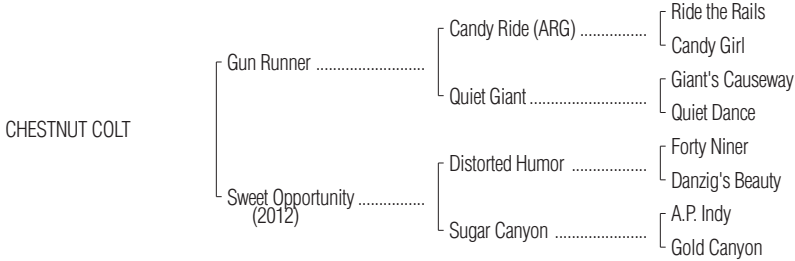 Ride the Rails
Candy Ride (ARG) ................
Candy Girl
Gun Runner ..........................
Giant's Causeway
Quiet Giant ............................
Quiet Dance
CHESTNUT COLT
Forty Niner
Distorted Humor ..................
Danzig's Beauty
Sweet Opportunity ................
(2012)
A.P. Indy
Sugar Canyon ......................
Gold Canyon